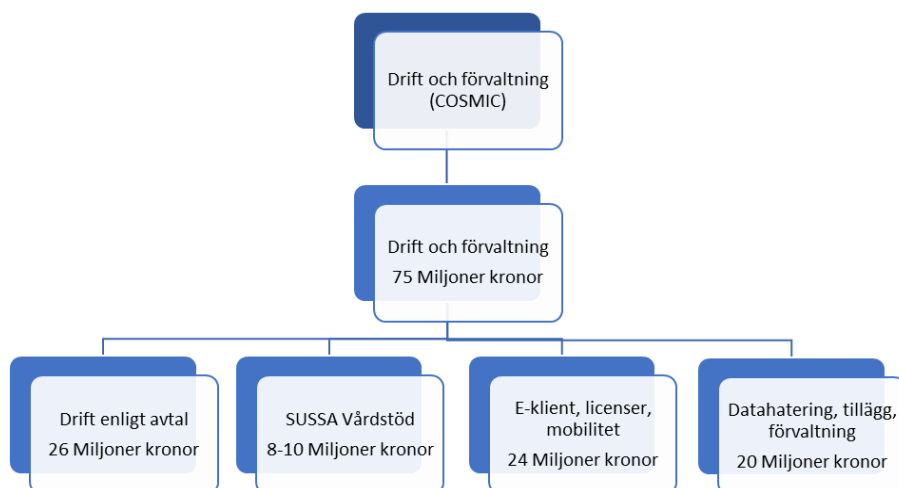 Drift och förvaltning
(COSMIC)
Drift och förvaltning
75 Miljoner kronor
Drift enligt avtal
26 Miljoner kronor
SUSSA Vårdstöd
8-10 Miljoner kronor
E-klient, licenser,
mobilitet
24 Miljoner kronor
Datahatering, tillägg,
förvaltning
20 Miljoner kronor